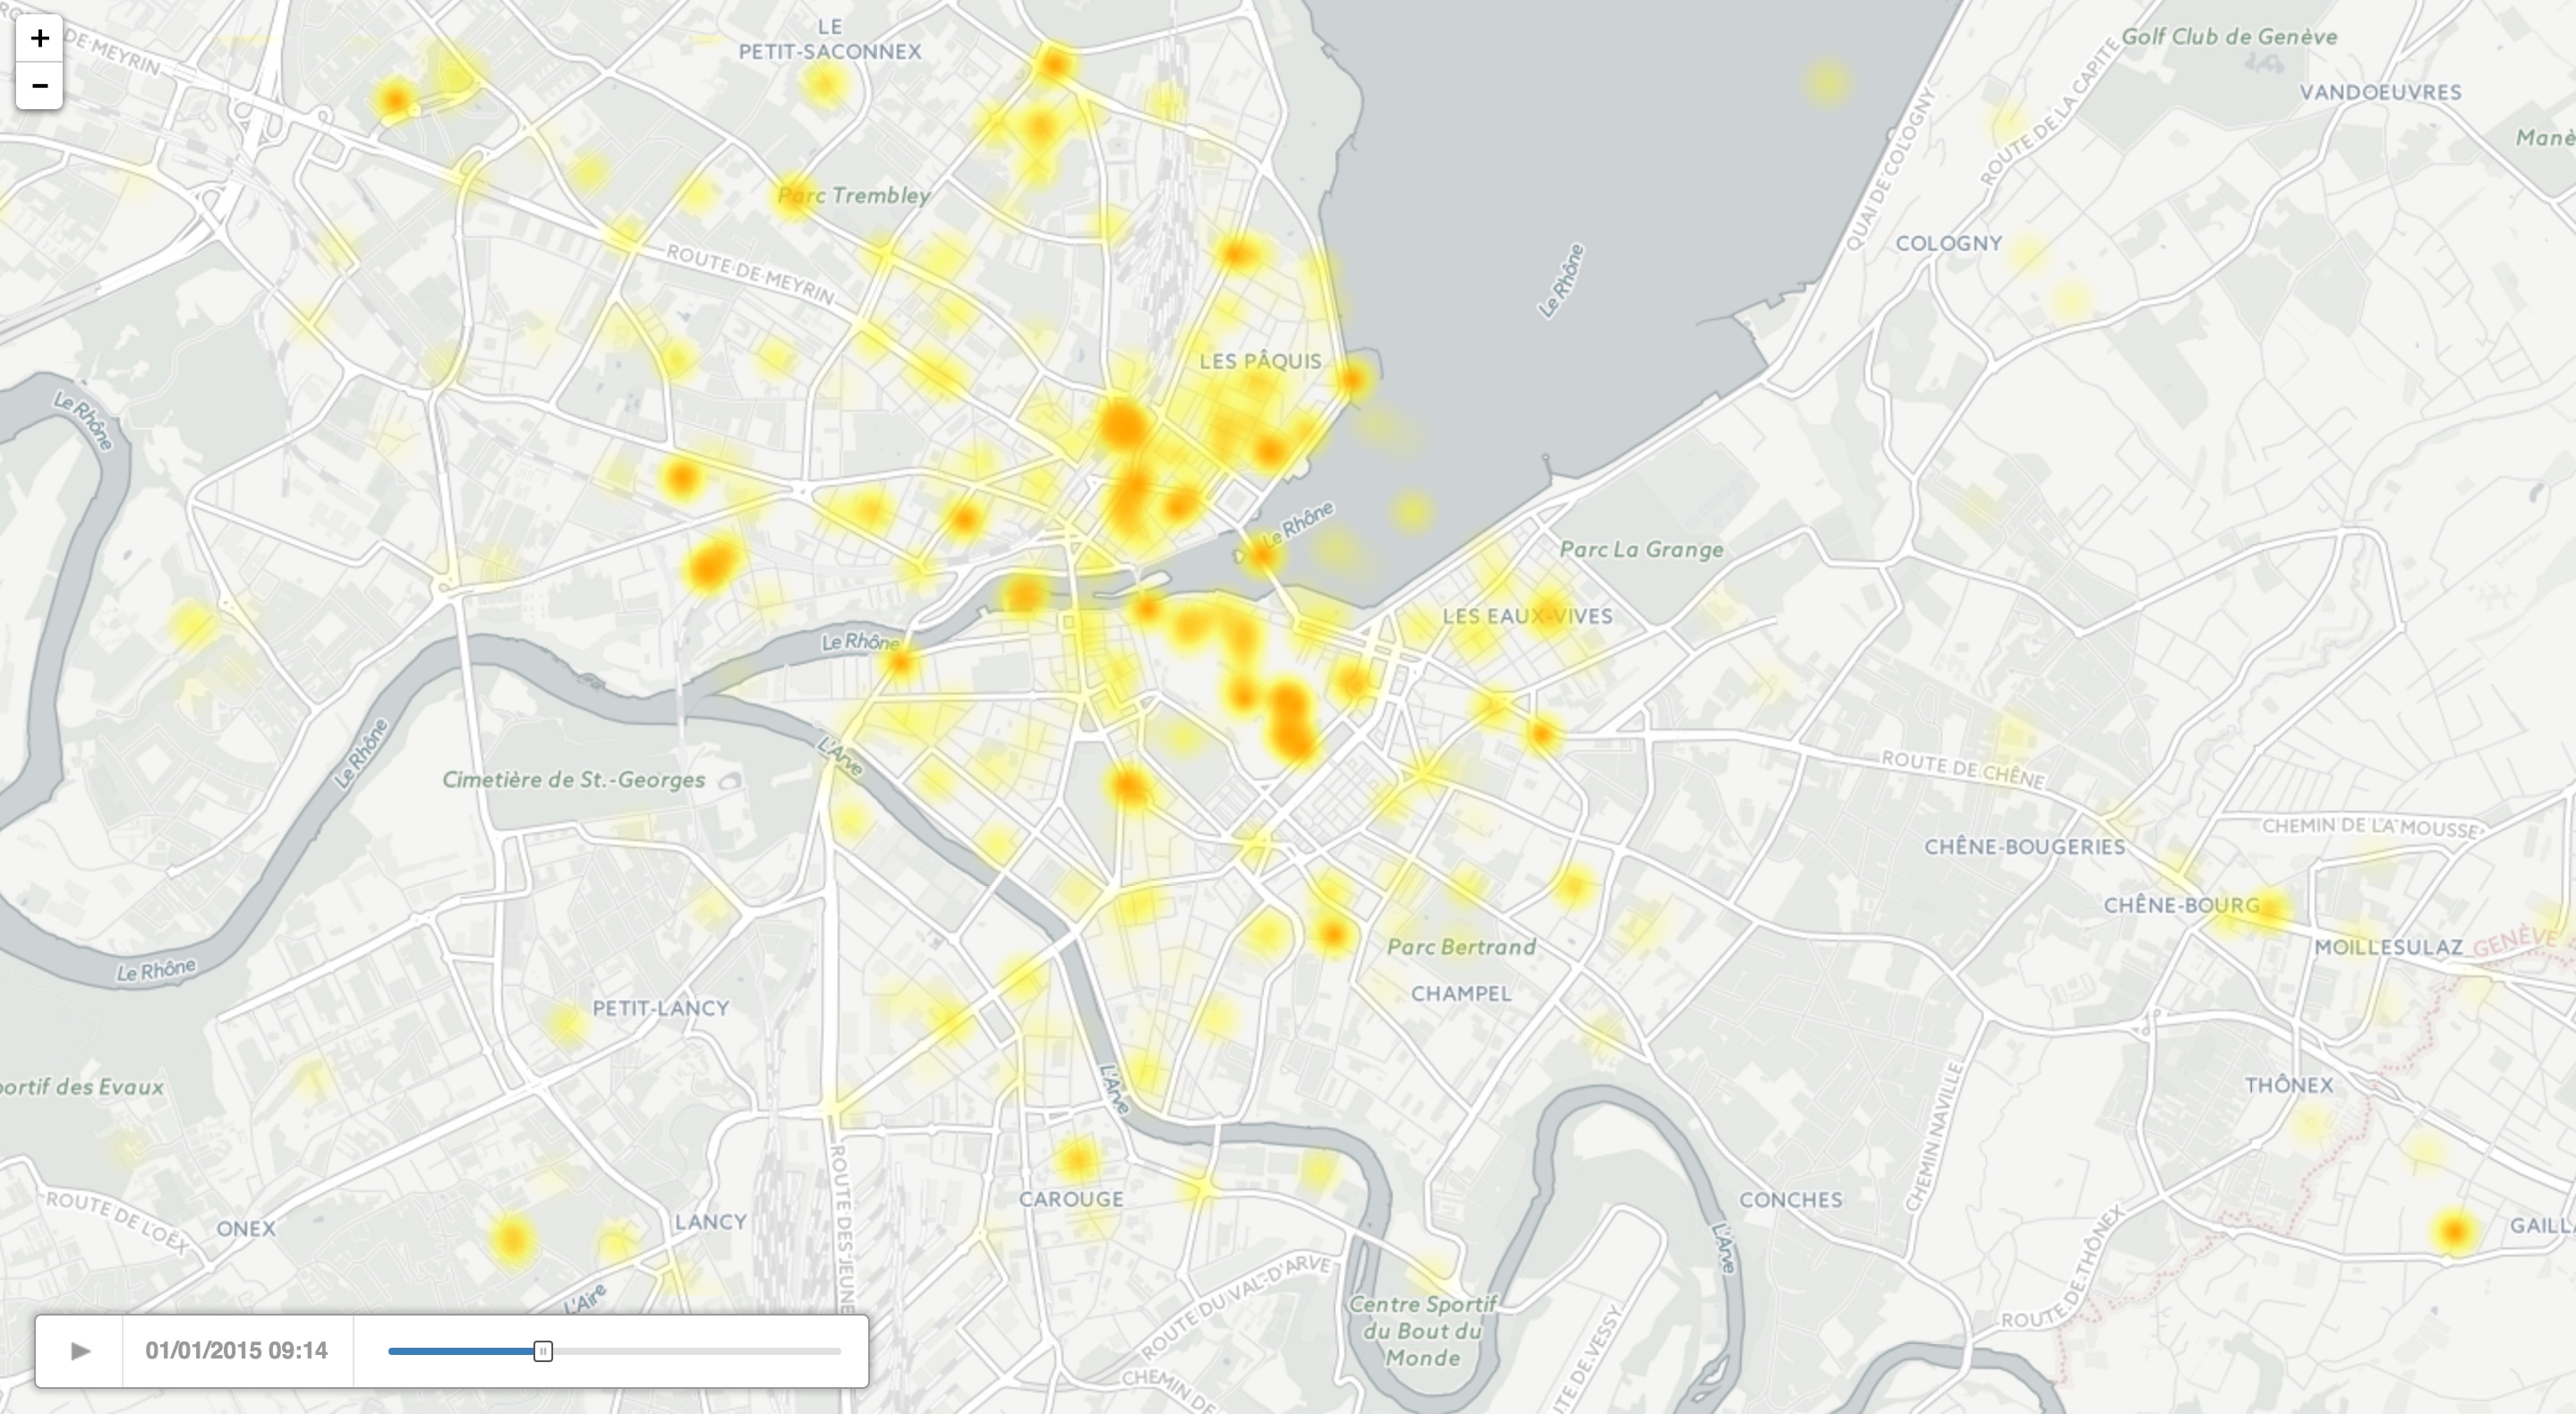 +
−
DE MEYRIN
LE
PETIT-SACONNEX
Golf Club de Genève
VANDOEUVRES
Manè
ROUTE DE LA CAPITE
QUAI DE COLOGNY
Parc Trembley
ROUTE DE MEYRIN
COLOGNY
Le Rhône
LES PÂQUIS
Le Rhône
Le Rhône
Parc La Grange
LES EAUX-VIVES
Le Rhône
Le Rhône
L'Arve
Cimetière de St.-Georges
ROUTE DE CHÊNE
CHEMIN DE LA MOUSSE
CHÊNE-BOUGERIES
CHÊNE-BOURG
Parc Bertrand
MOILLESULAZ
GENÈVE
Le Rhône
CHAMPEL
PETIT-LANCY
ortif des Evaux
L'Arve
THÔNEX
CHEMIN NAVILLE
ROUTE DE LOËX
ONEX
LANCY
CAROUGE
CONCHES
L'Arve
GAILLA
ROUTE DES JEUNE
ROUTE DU VAL-D'ARVE
ROUTE DE THÔNEX
L'Aire
Centre Sportif
du Bout du
Monde
TE DE VESSY
CHEMIN DE
01/01/2015 09:14